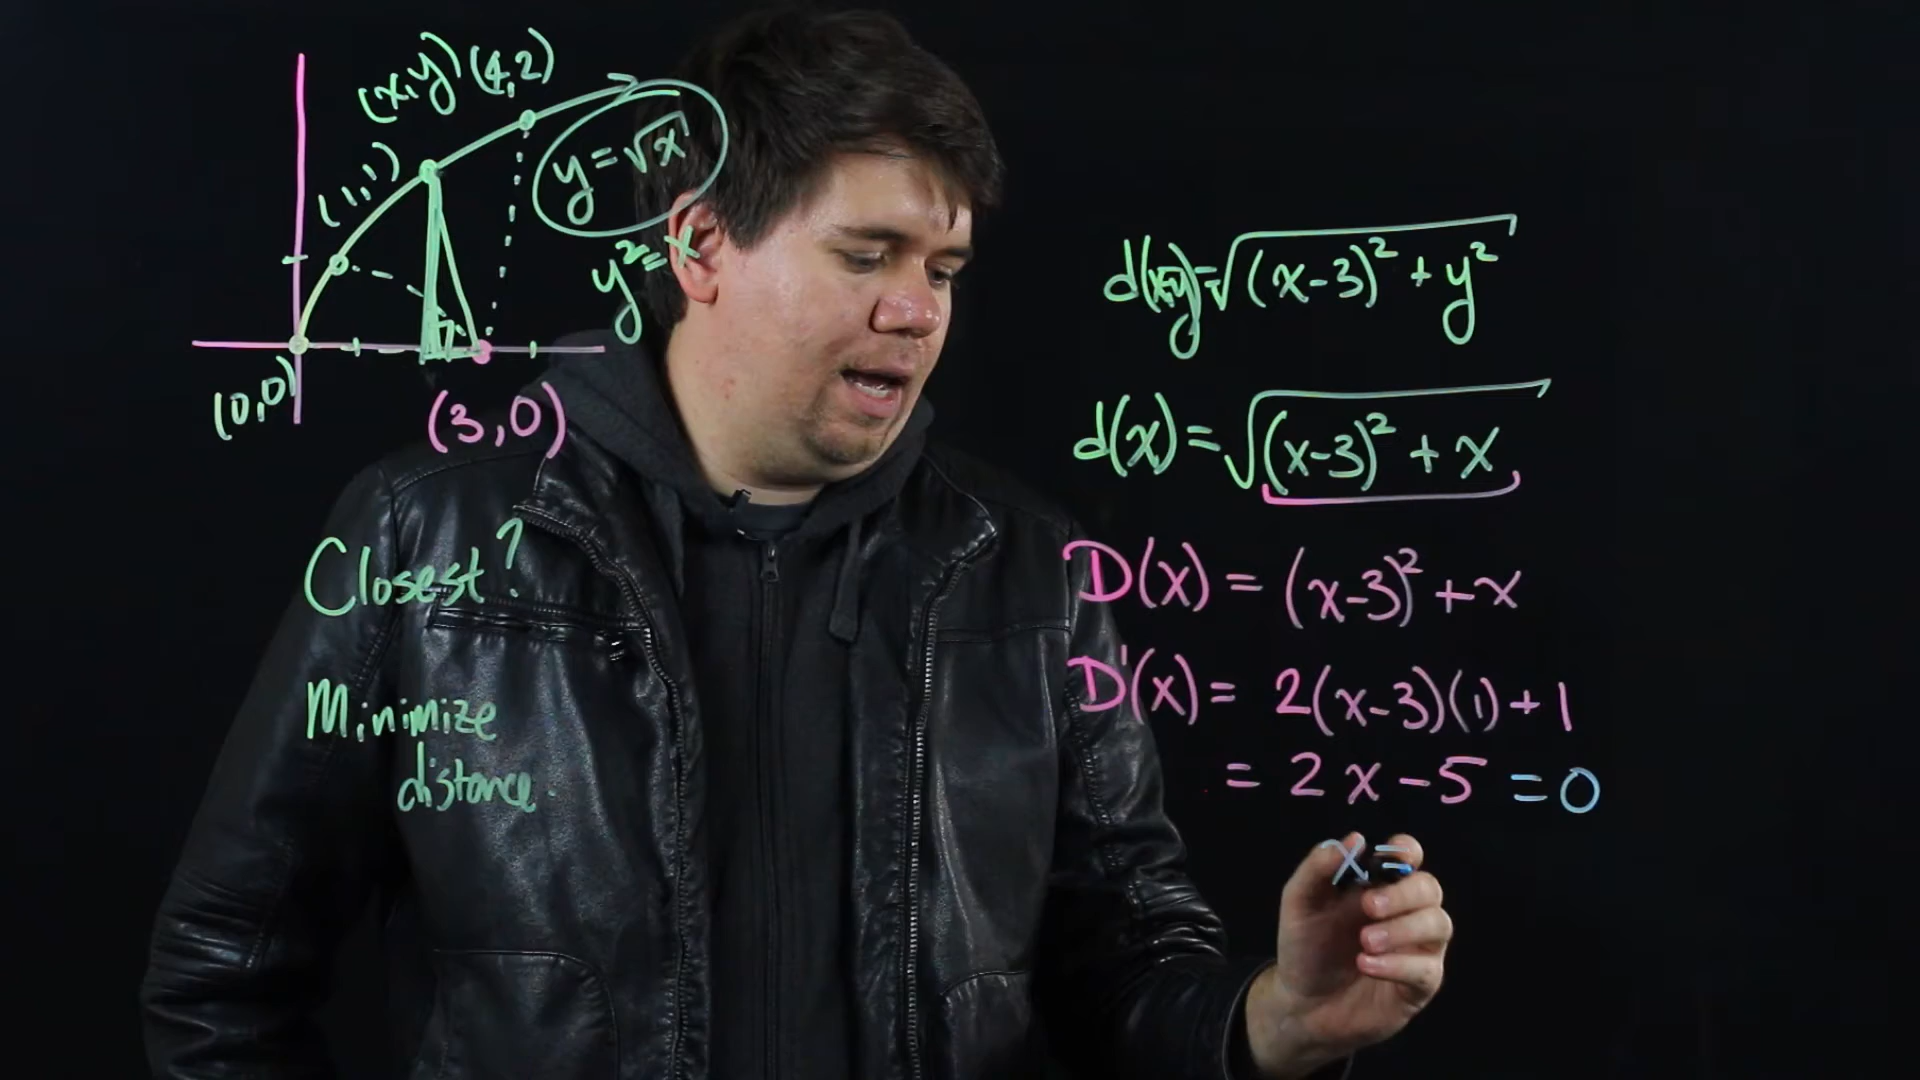 (x,y) (4,2)
(1,1)
y=√x
y²=x
(0,0)
(3,0)
Closest?
Minimize
distance.
d(x,y)=√((x-3)²+y²)
d(x)=√((x-3)²+x)
D(x)=(x-3)²+x
D'(x)=2(x-3)(1)+1
=2x-5=0
x=